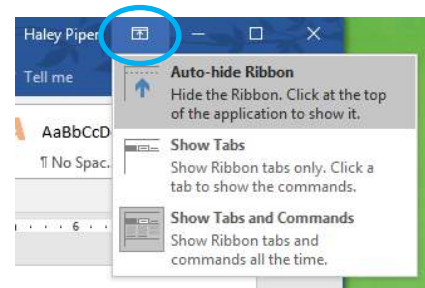 Haley Piper
Tell me
AaBbCcD
¶ No Spac...
6
Auto-hide Ribbon
Hide the Ribbon. Click at the top
of the application to show it.
Show Tabs
Show Ribbon tabs only. Click a
tab to show the commands.
Show Tabs and Commands
Show Ribbon tabs and
commands all the time.